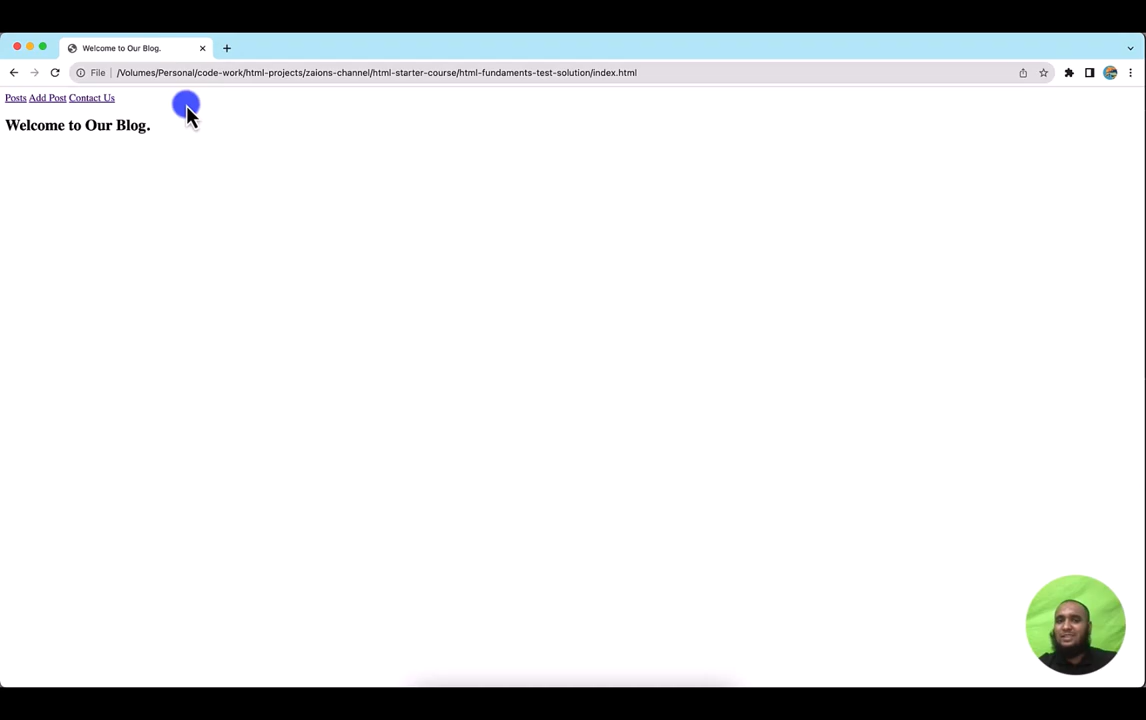 Welcome to Our Blog.
File /Volumes/Personal/code-work/html-projects/zaions-channel/html-starter-course/html-fundaments-test-solution/index.html
Posts Add Post Contact Us
Welcome to Our Blog.